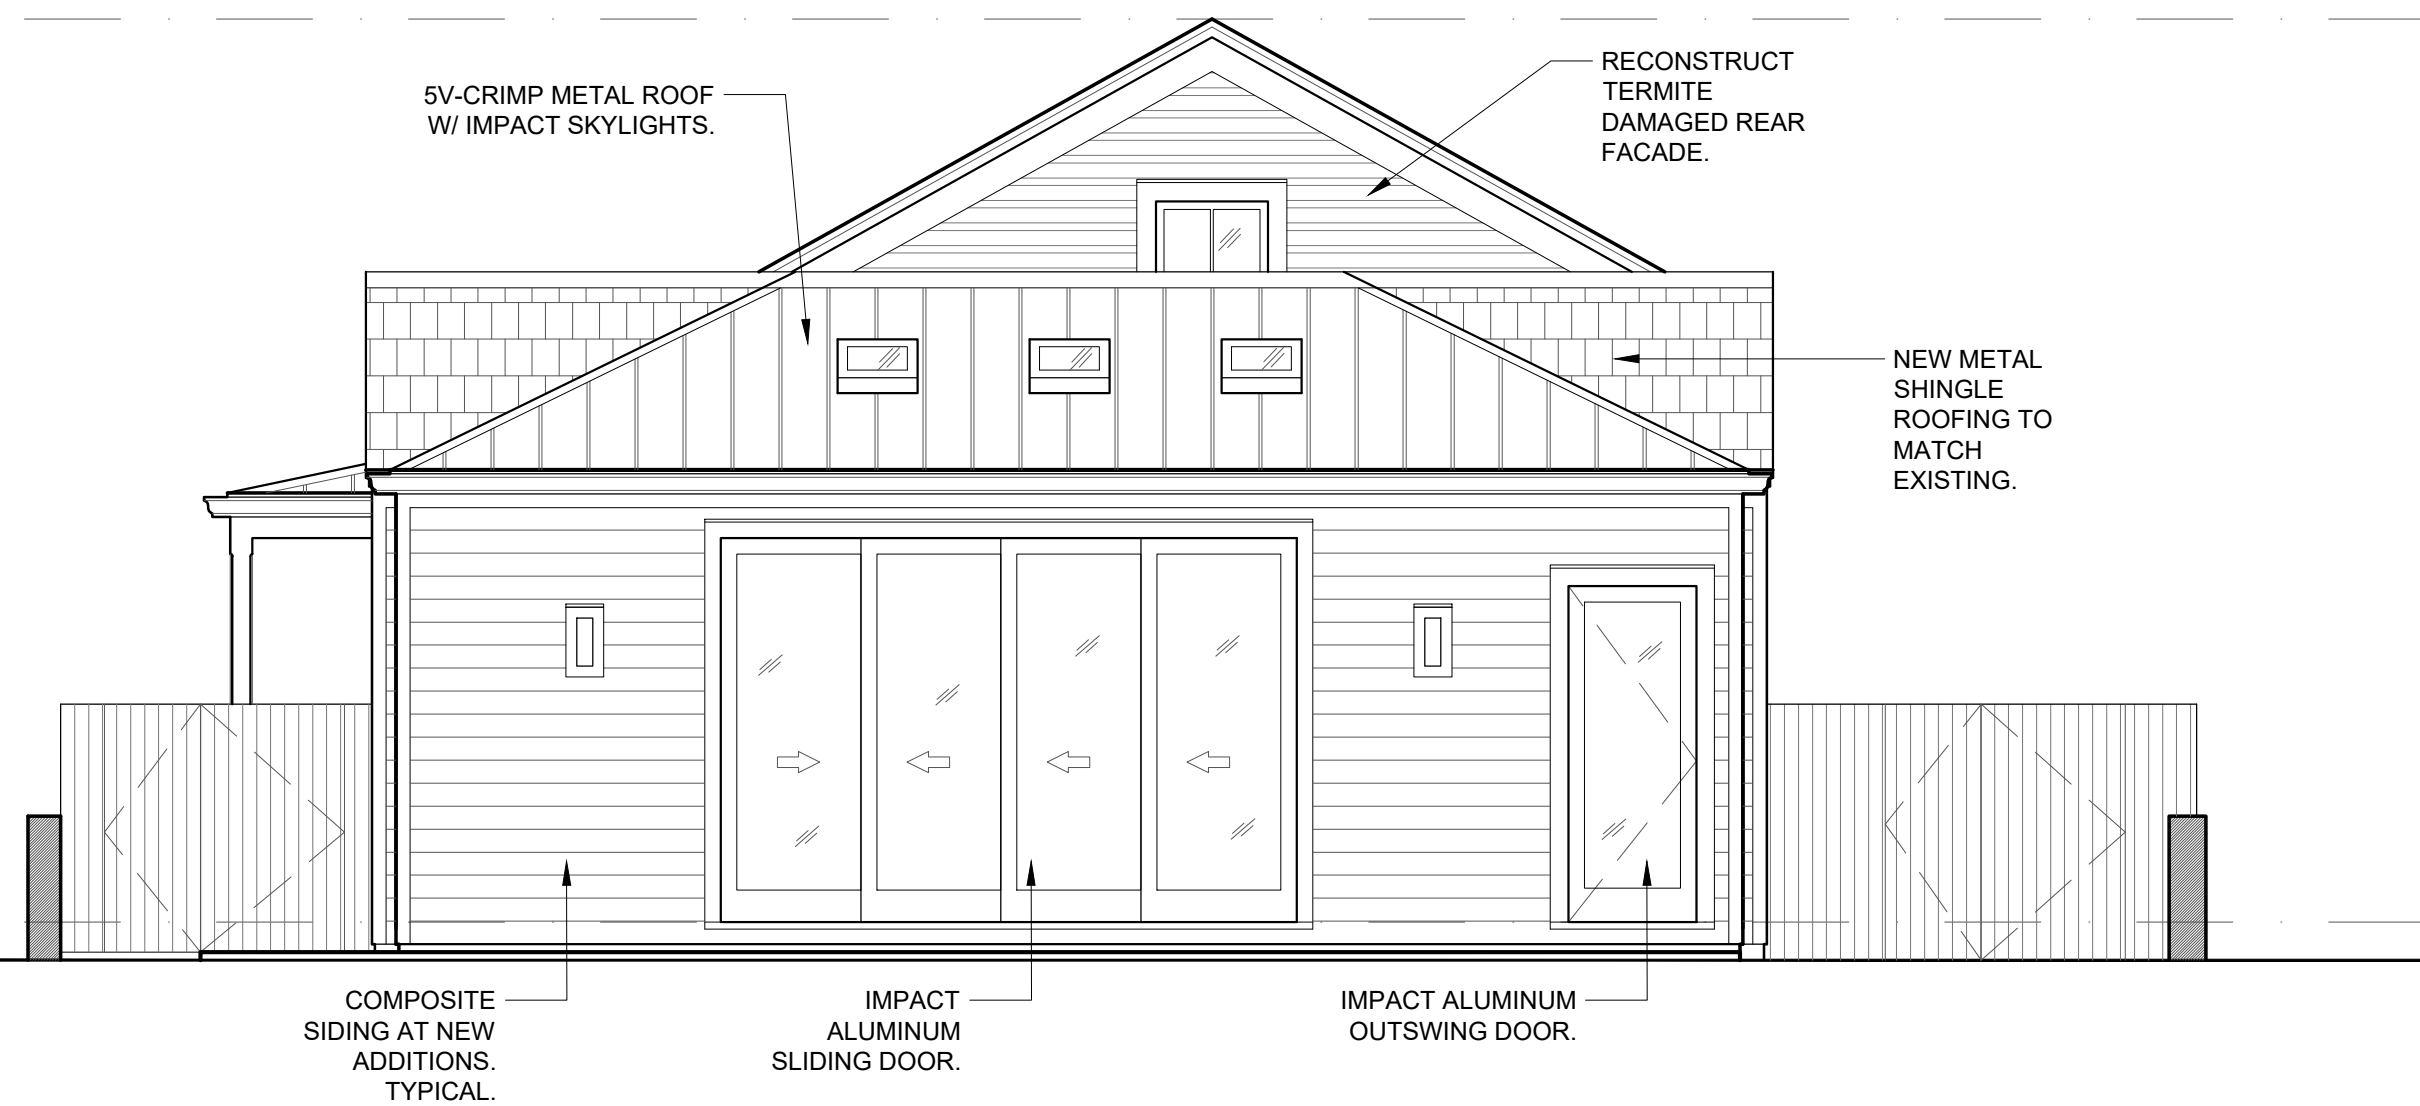 5V-CRIMP METAL ROOF
W/ IMPACT SKYLIGHTS.
RECONSTRUCT
TERMITE
DAMAGED REAR
FACADE.
NEW METAL
SHINGLE
ROOFING TO
MATCH
EXISTING.
COMPOSITE
SIDING AT NEW
ADDITIONS.
TYPICAL.
IMPACT
ALUMINUM
SLIDING DOOR.
IMPACT ALUMINUM
OUTSWING DOOR.